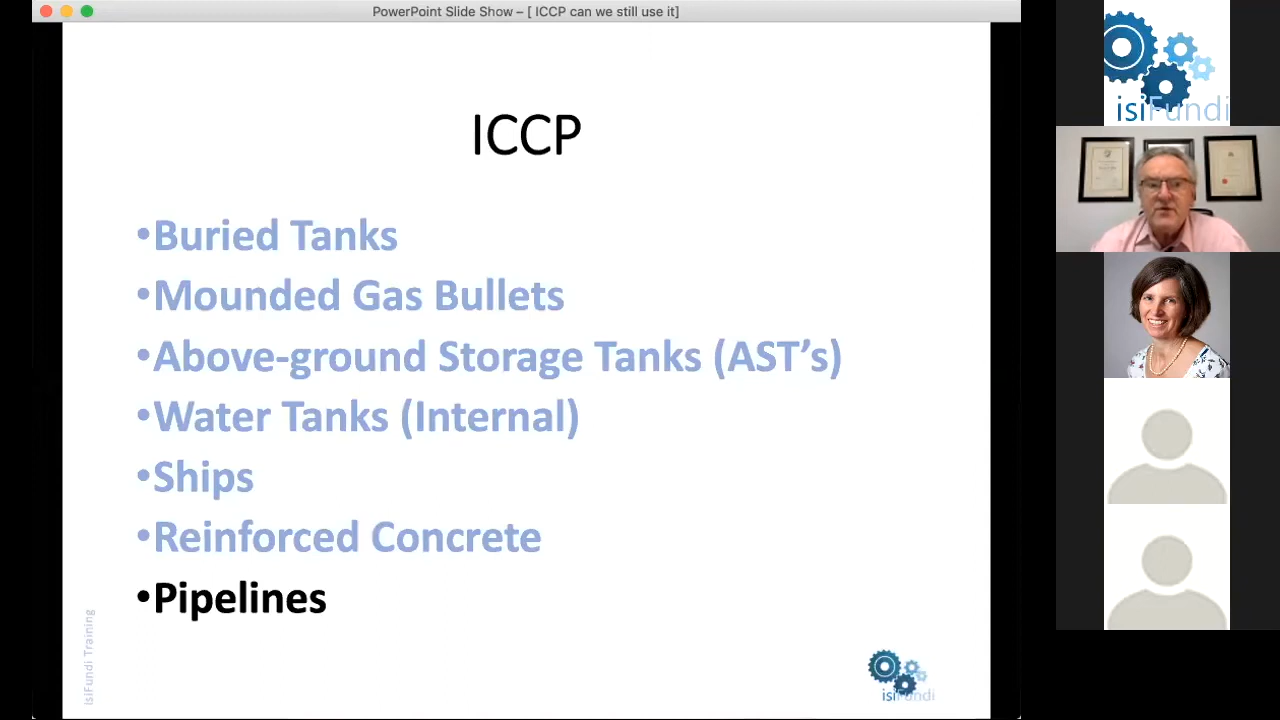 PowerPoint Slide Show – [ ICCP can we still use it]
ICCP
•Buried Tanks
•Mounded Gas Bullets
•Above-ground Storage Tanks (AST’s)
•Water Tanks (Internal)
•Ships
•Reinforced Concrete
•Pipelines
IsiFundi Training
isiFundi
isiFundi